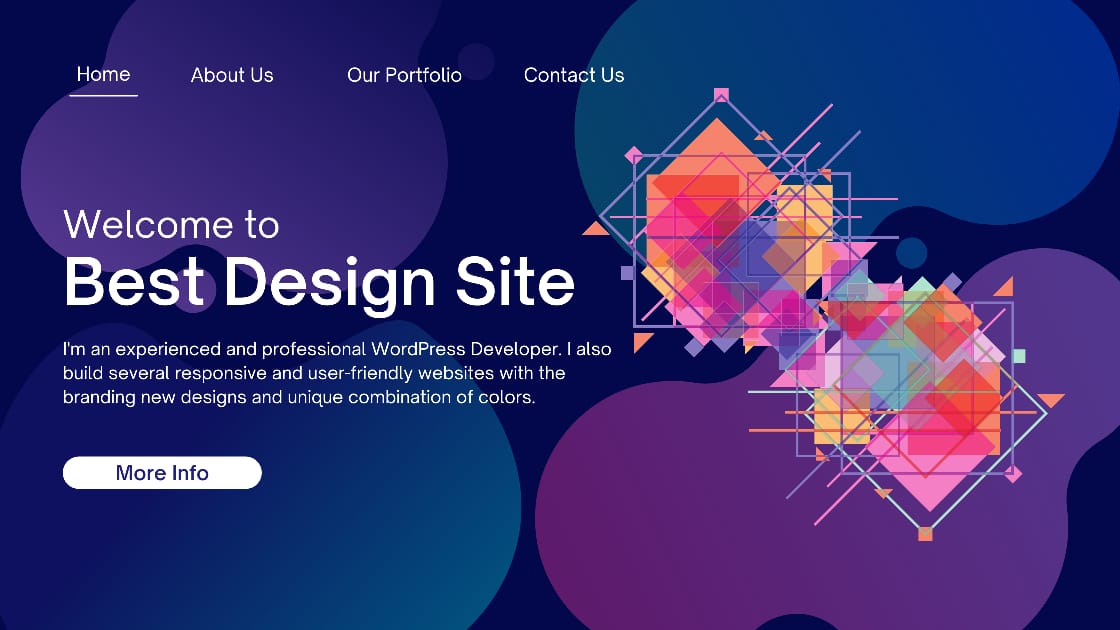 Home
About Us
Our Portfolio
Contact Us
Welcome to
Best Design Site
I'm an experienced and professional WordPress Developer. I also
build several responsive and user-friendly websites with the
branding new designs and unique combination of colors.
More Info